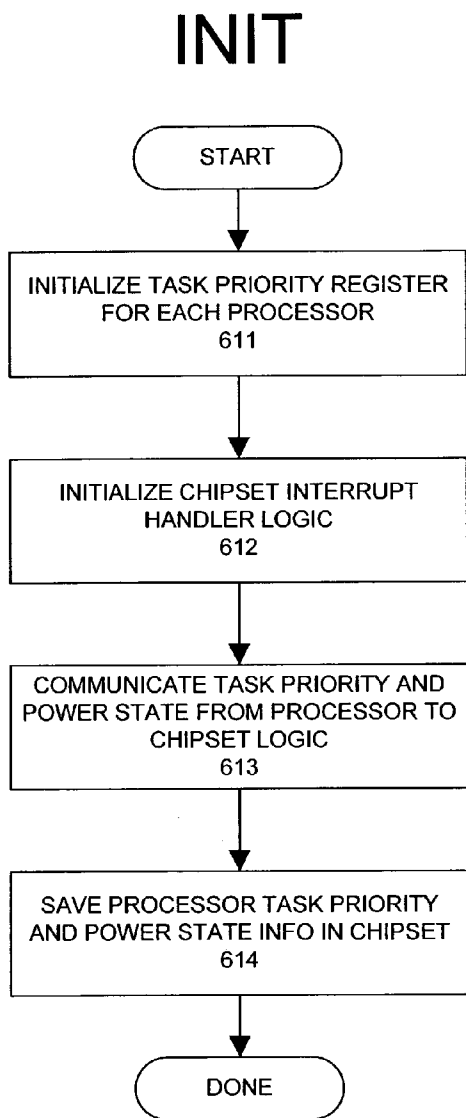 INIT
START
INITIALIZE TASK PRIORITY REGISTER
FOR EACH PROCESSOR
611
INITIALIZE CHIPSET INTERRUPT
HANDLER LOGIC
612
COMMUNICATE TASK PRIORITY AND
POWER STATE FROM PROCESSOR TO
CHIPSET LOGIC
613
SAVE PROCESSOR TASK PRIORITY
AND POWER STATE INFO IN CHIPSET
614
DONE